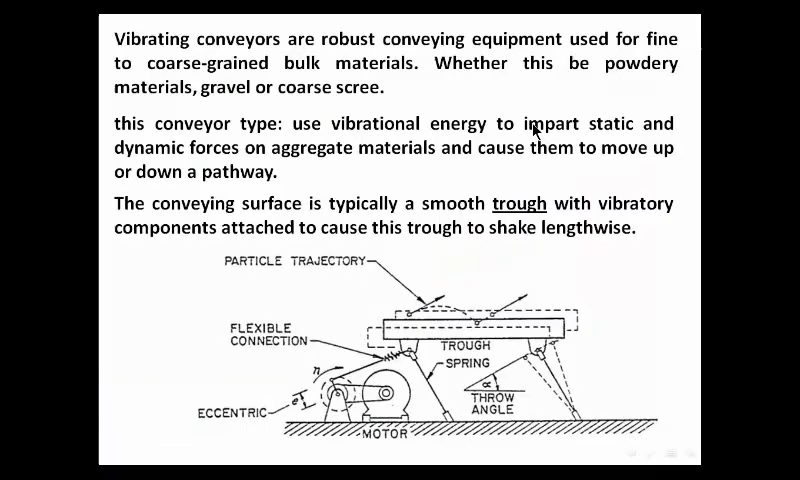 Vibrating conveyors are robust conveying equipment used for fine
to coarse-grained bulk materials. Whether this be powdery
materials, gravel or coarse scree.
this conveyor type: use vibrational energy to impart static and
dynamic forces on aggregate materials and cause them to move up
or down a pathway.
The conveying surface is typically a smooth trough with vibratory
components attached to cause this trough to shake lengthwise.
PARTICLE TRAJECTORY
FLEXIBLE
CONNECTION
TROUGH
SPRING
n
α
e
THROW
ANGLE
ECCENTRIC
MOTOR